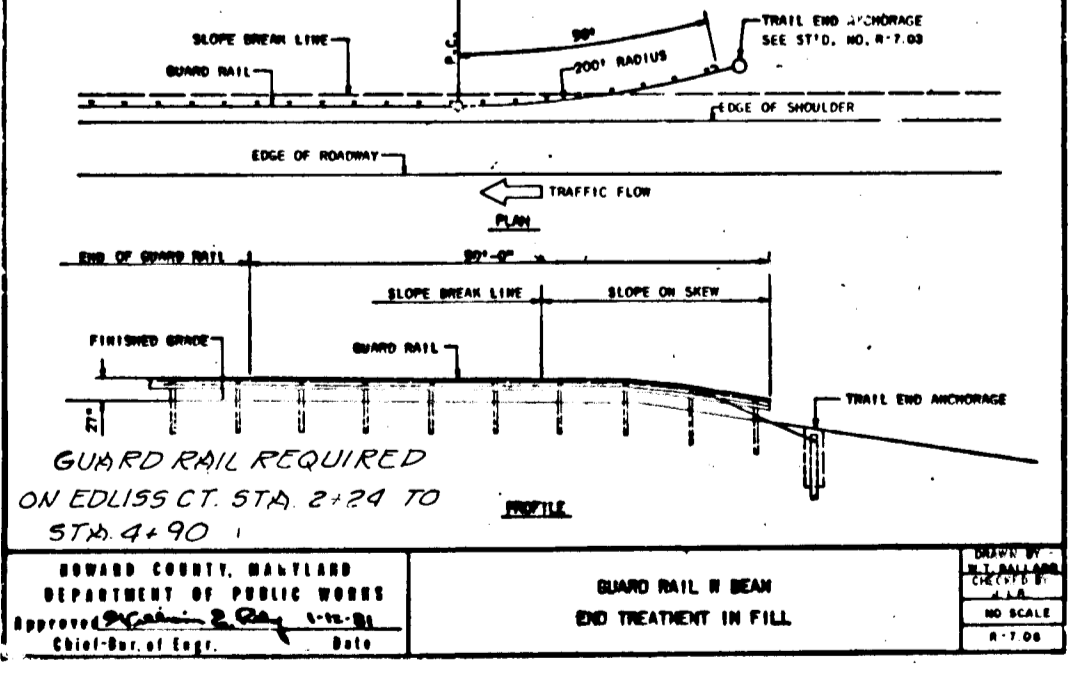 SLOPE BREAK LINE
GUARD RAIL
P.C.
200' RADIUS
TRAIL END ANCHORAGE
SEE ST'D. NO. R-7.03
EDGE OF SHOULDER
EDGE OF ROADWAY
TRAFFIC FLOW
PLAN
END OF GUARD RAIL
SLOPE BREAK LINE
SLOPE ON SKEW
FINISHED GRADE
GUARD RAIL
27"
TRAIL END ANCHORAGE
GUARD RAIL REQUIRED
ON EDLISS CT. STA. 2+24 TO
STA. 4+90
PROFILE
HOWARD COUNTY, MARYLAND
DEPARTMENT OF PUBLIC WORKS
Approved
Chief-Bur. of Engr. Date
GUARD RAIL W BEAM
END TREATMENT IN FILL
DRAWN BY
W.T. BALLARD
CHECKED BY
NO SCALE
R-7.06